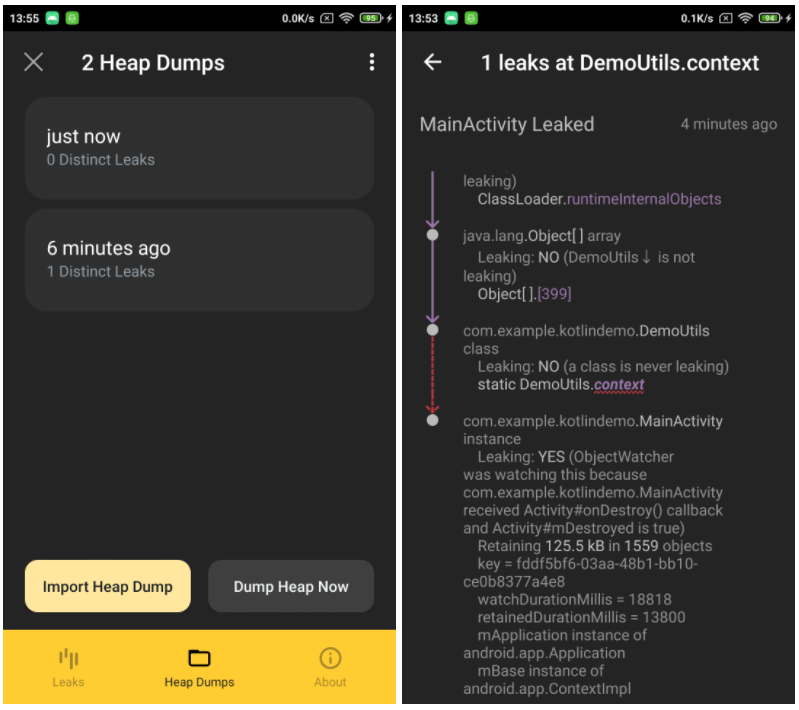 13:55
0.0K/s
95
2 Heap Dumps
just now
0 Distinct Leaks
6 minutes ago
1 Distinct Leaks
Import Heap Dump
Dump Heap Now
Leaks
Heap Dumps
About
13:53
0.1K/s
94
1 leaks at DemoUtils.context
MainActivity Leaked
4 minutes ago
leaking)
ClassLoader.runtimeInternalObjects
java.lang.Object[] array
Leaking: NO (DemoUtils↓ is not
leaking)
Object[].[399]
com.example.kotlindemo.DemoUtils
class
Leaking: NO (a class is never leaking)
static DemoUtils.context
com.example.kotlindemo.MainActivity
instance
Leaking: YES (ObjectWatcher
was watching this because
com.example.kotlindemo.MainActivity
received Activity#onDestroy() callback
and Activity#mDestroyed is true)
Retaining 125.5 kB in 1559 objects
key = fddf5bf6-03aa-48b1-bb10-
ce0b8377a4e8
watchDurationMillis = 18818
retainedDurationMillis = 13800
mApplication instance of
android.app.Application
mBase instance of
android.app.ContextImpl